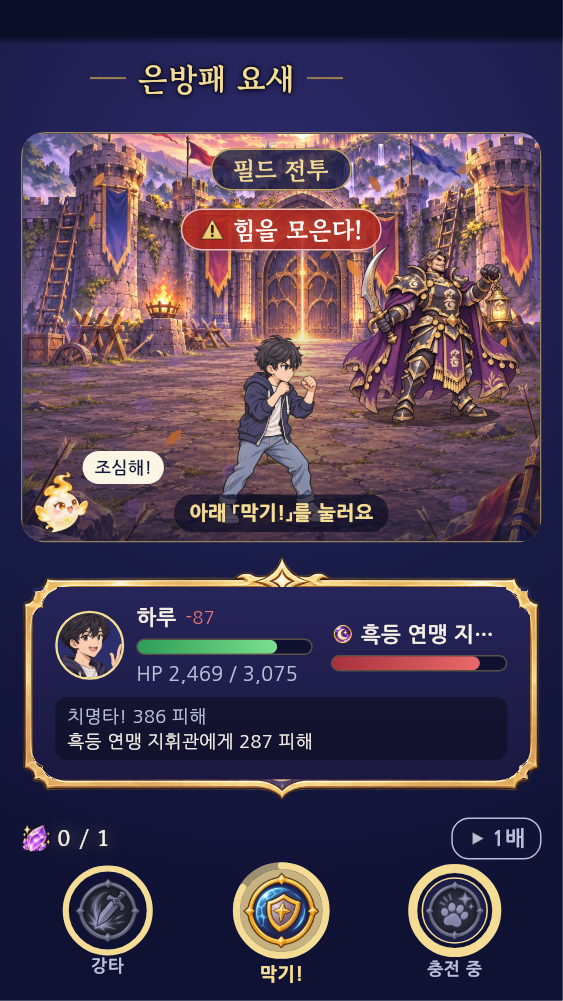 은방패 요새
필드 전투
힘을 모은다!
조심해!
아래 「막기!」를 눌러요
하루 -87
HP 2,469 / 3,075
흑등 연맹 지…
치명타! 386 피해
흑등 연맹 지휘관에게 287 피해
0 / 1
▶ 1배
강타
막기!
충전 중